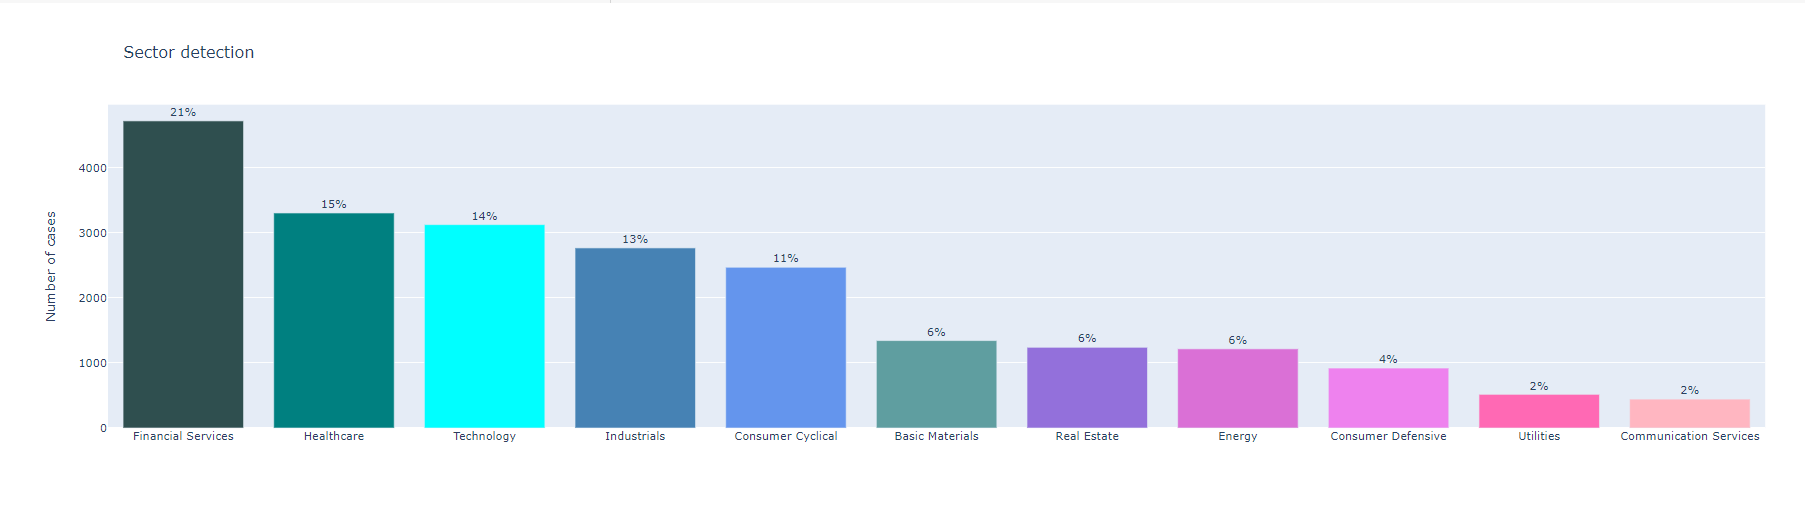 Sector detection
21%
15%
14%
13%
11%
6%
6%
6%
4%
2%
2%
4000
3000
2000
1000
0
Number of cases
Financial Services
Healthcare
Technology
Industrials
Consumer Cyclical
Basic Materials
Real Estate
Energy
Consumer Defensive
Utilities
Communication Services